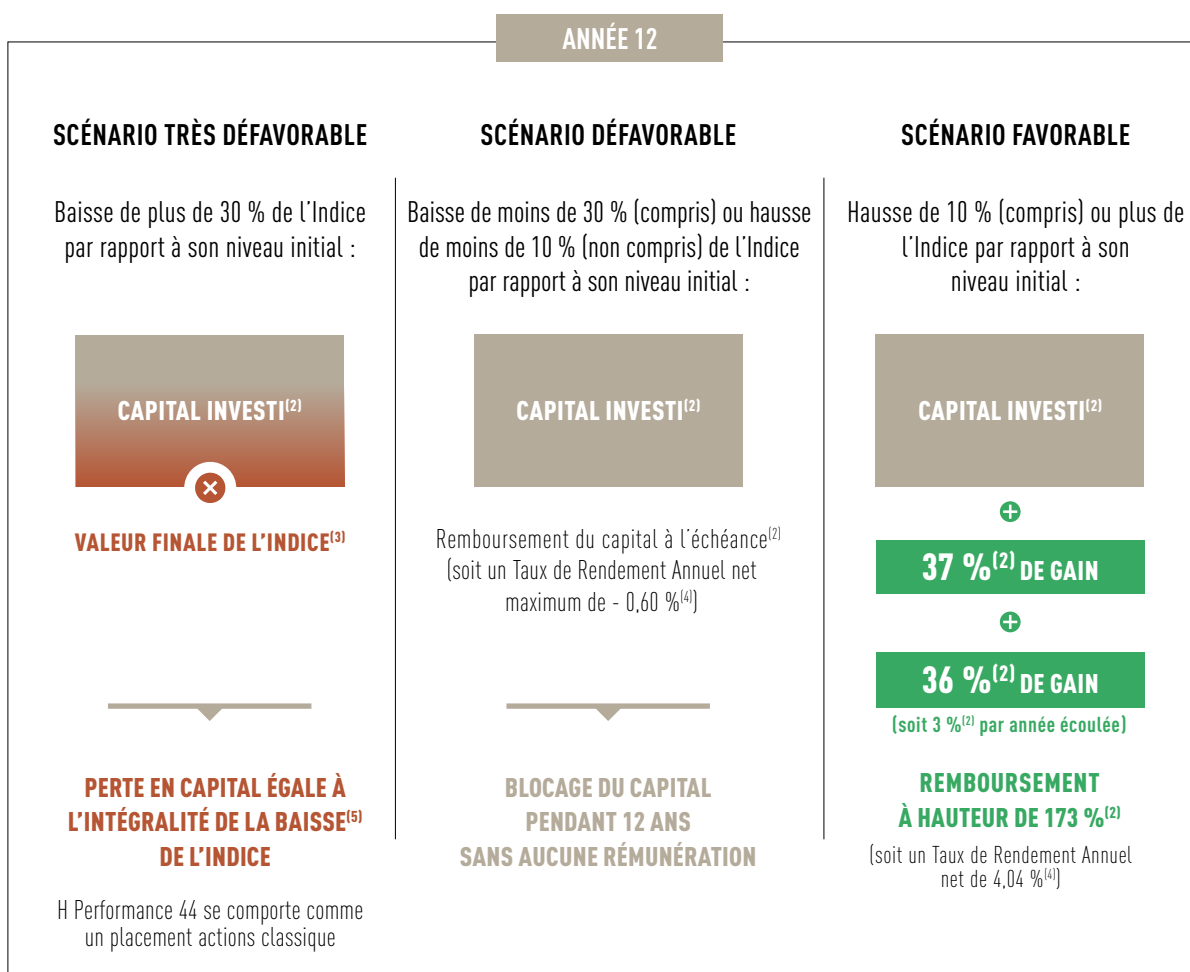 ANNÉE 12
SCÉNARIO TRÈS DÉFAVORABLE
Baisse de plus de 30 % de l’Indice
par rapport à son niveau initial :
CAPITAL INVESTI(2)
VALEUR FINALE DE L’INDICE(3)
PERTE EN CAPITAL ÉGALE À
L’INTÉGRALITÉ DE LA BAISSE(5)
DE L’INDICE
H Performance 44 se comporte comme
un placement actions classique
SCÉNARIO DÉFAVORABLE
Baisse de moins de 30 % (compris) ou hausse
de moins de 10 % (non compris) de l’Indice
par rapport à son niveau initial :
CAPITAL INVESTI(2)
Remboursement du capital à l’échéance(2)
(soit un Taux de Rendement Annuel net
maximum de - 0,60 %(4))
BLOCAGE DU CAPITAL
PENDANT 12 ANS
SANS AUCUNE RÉMUNÉRATION
SCÉNARIO FAVORABLE
Hausse de 10 % (compris) ou plus de
l’Indice par rapport à son
niveau initial :
CAPITAL INVESTI(2)
37 %(2) DE GAIN
36 %(2) DE GAIN
(soit 3 %(2) par année écoulée)
REMBOURSEMENT
À HAUTEUR DE 173 %(2)
(soit un Taux de Rendement Annuel
net de 4,04 %(4))